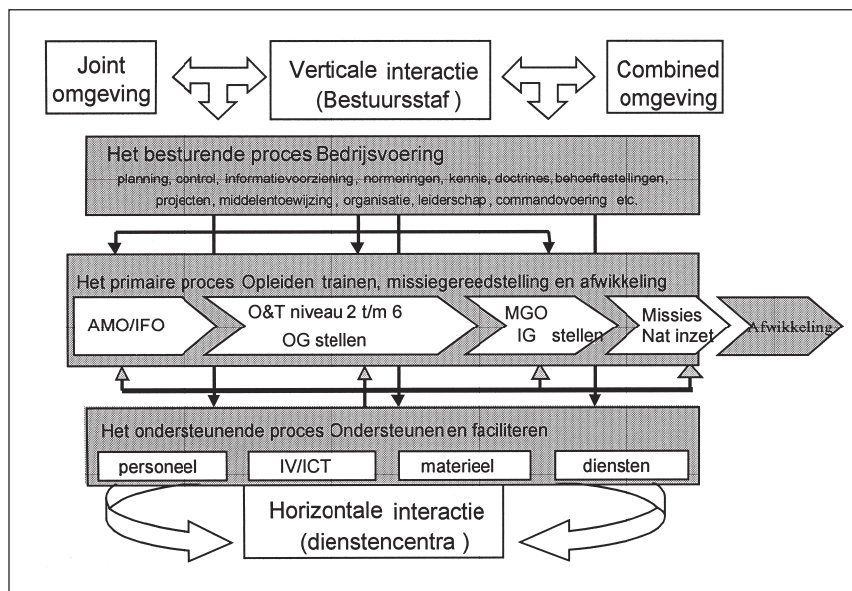 Joint
omgeving
Verticale interactie
(Bestuursstaf)
Combined
omgeving
Het besturende proces Bedrijsvoering
planning, control, informatievoorziening, normeringen, kennis, doctrines, behoeftestellingen,
projecten, middelentoewijzing, organisatie, leiderschap, commandovoering etc.
Het primaire proces Opleiden trainen, missiegereedstelling en afwikkeling
AMO/IFO
O&T niveau 2 t/m 6
OG stellen
MGO
IG stellen
Missies
Nat inzet
Afwikkeling
Het ondersteunende proces Ondersteunen en faciliteren
personeel
IV/ICT
materieel
diensten
Horizontale interactie
(dienstencentra)